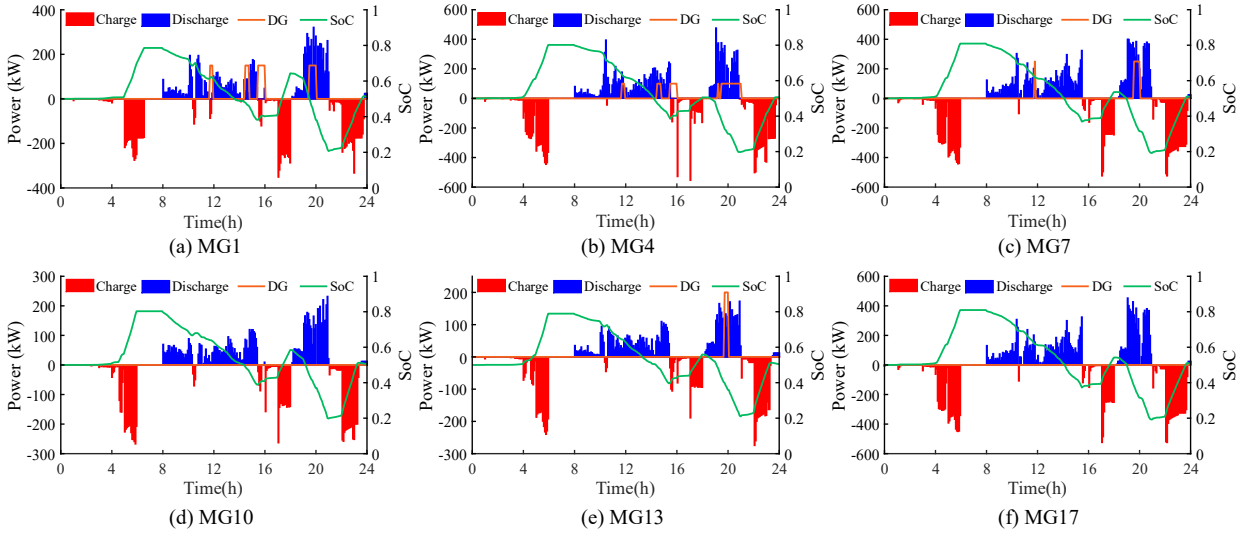 Charge Discharge DG SoC
400
200
0
-200
400
Power (kW)
1
0.8
0.6
0.4
0.2
0
SoC
0 4 8 12 16 20 24
Time(h)
(a) MG1
Charge Discharge DG SoC
600
400
200
0
-200
-400
-600
Power (kW)
1
0.8
0.6
0.4
0.2
0
SoC
0 4 8 12 16 20 24
Time(h)
(b) MG4
Charge Discharge DG SoC
600
400
200
0
-200
-400
-600
Power (kW)
1
0.8
0.6
0.4
0.2
0
SoC
0 4 8 12 16 20 24
Time(h)
(c) MG7
Charge Discharge DG SoC
300
200
100
0
-100
-200
-300
Power (kW)
1
0.8
0.6
0.4
0.2
0
SoC
0 4 8 12 16 20 24
Time(h)
(d) MG10
Charge Discharge DG SoC
200
100
0
-100
-200
-300
Power (kW)
1
0.8
0.6
0.4
0.2
0
SoC
0 4 8 12 16 20 24
Time(h)
(e) MG13
Charge Discharge DG SoC
600
400
200
0
-200
-400
-600
Power (kW)
1
0.8
0.6
0.4
0.2
0
SoC
0 4 8 12 16 20 24
Time(h)
(f) MG17